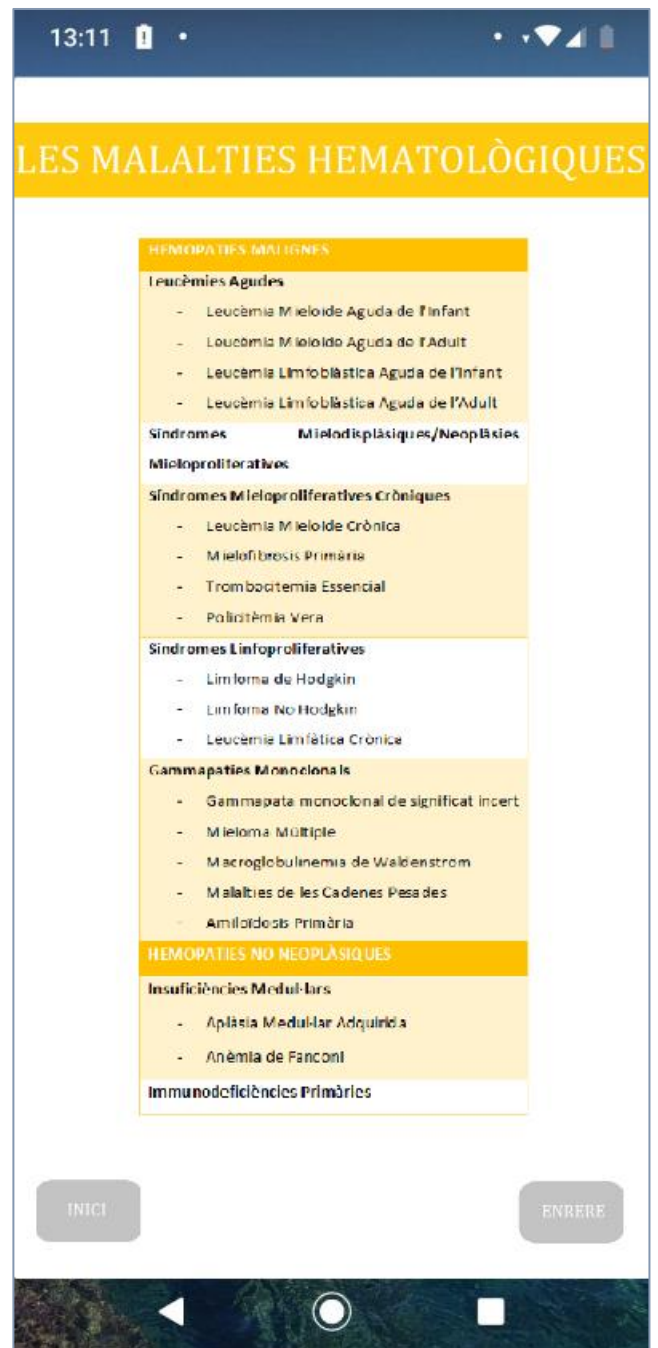 13:11
LES MALALTIES HEMATOLÒGIQUES
HEMOPATIES MALIGNES
Leucèmies Agudes
- Leucèmia Mieloide Aguda de l'Infant
- Leucèmia Mieloide Aguda de l'Adult
- Leucèmia Limfoblàstica Aguda de l'Infant
- Leucèmia Limfoblàstica Aguda de l'Adult
Síndromes Mielodisplàsiques/Neoplàsies
Mieloproliferatives
Síndromes Mieloproliferatives Cròniques
- Leucèmia Mieloide Crònica
- Mielofibrosis Primària
- Trombocitemia Essencial
- Policitèmia Vera
Síndromes Linfoproliferatives
- Limfoma de Hodgkin
- Limfoma No Hodgkin
- Leucèmia Limfàtica Crònica
Gammapaties Monoclonals
- Gammapata monoclonal de significat incert
- Mieloma Múltiple
- Macroglobulinemia de Waldenstrom
- Malalties de les Cadenes Pesades
- Amiloïdosis Primària
HEMOPATIES NO NEOPLÀSIQUES
Insuficiències Medul·lars
- Aplàsia Medul·lar Adquirida
- Anèmia de Fanconi
Immunodeficiències Primàries
INICI
ENRERE